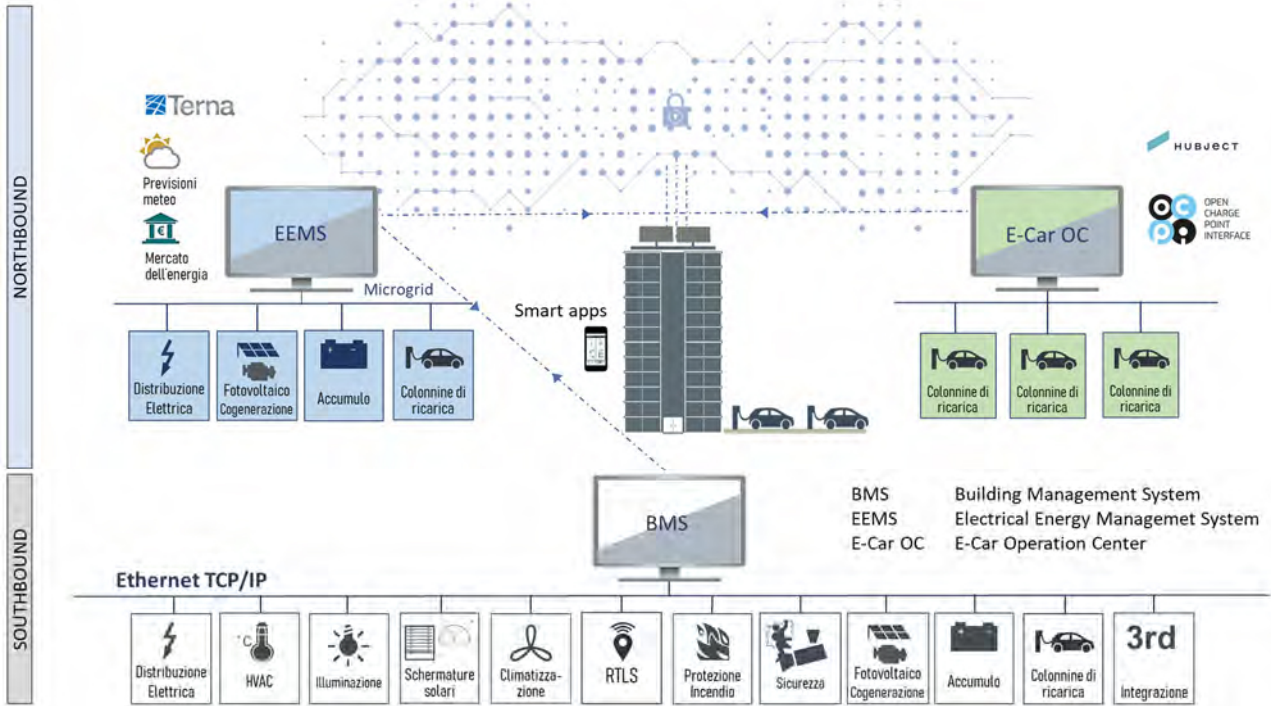 NORTHBOUND
Terna
Previsioni
meteo
Mercato
dell'energia
EEMS
Microgrid
Distribuzione
Elettrica
Fotovoltaico
Cogenerazione
Accumulo
Colonnine di
ricarica
Smart apps
HUBJECT
OPEN
CHARGE
POINT
INTERFACE
E-Car OC
Colonnine di
ricarica
Colonnine di
ricarica
Colonnine di
ricarica
SOUTHBOUND
BMS
BMS Building Management System
EEMS Electrical Energy Managemet System
E-Car OC E-Car Operation Center
Ethernet TCP/IP
Distribuzione
Elettrica
°C
HVAC
Illuminazione
Schermature
solari
Climatizza-
zione
RTLS
Protezione
Incendio
Sicurezza
Fotovoltaico
Cogenerazione
Accumulo
Colonnine di
ricarica
3rd
Integrazione